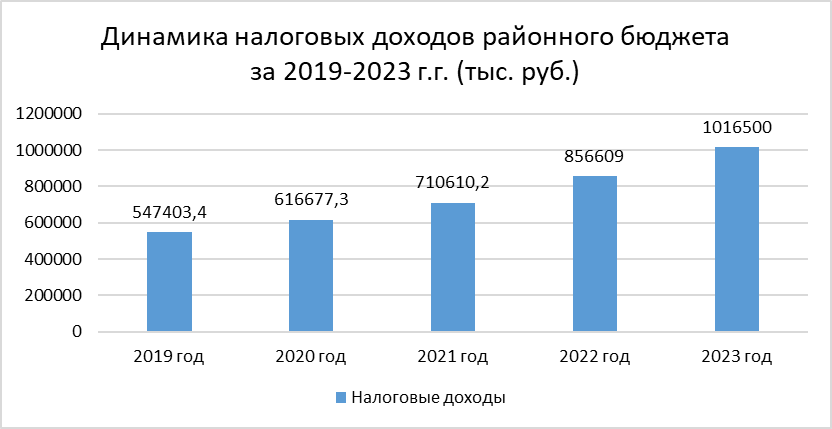 Динамика налоговых доходов районного бюджета
за 2019-2023 г.г. (тыс. руб.)
1200000
1000000
800000
600000
400000
200000
0
547403,4
616677,3
710610,2
856609
1016500
2019 год
2020 год
2021 год
2022 год
2023 год
Налоговые доходы